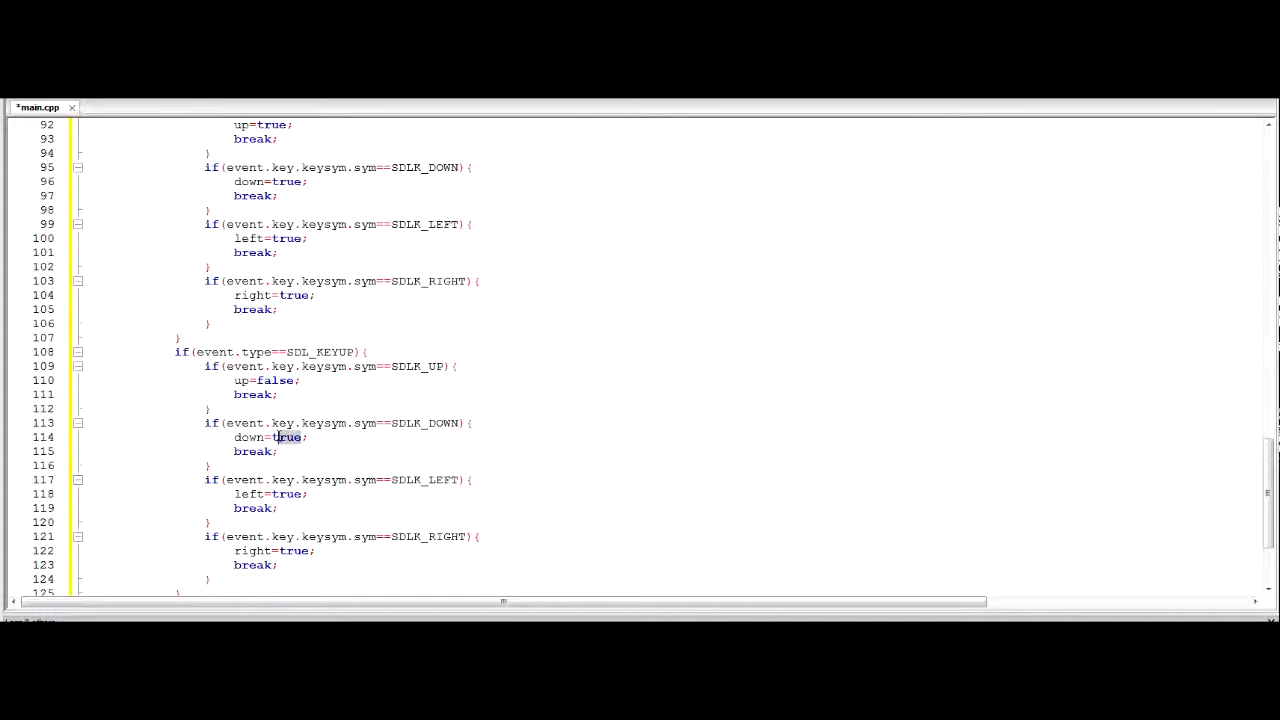 *main.cpp
92 up=true;
93 break;
94 }
95 if(event.key.keysym.sym==SDLK_DOWN){
96 down=true;
97 break;
98 }
99 if(event.key.keysym.sym==SDLK_LEFT){
100 left=true;
101 break;
102 }
103 if(event.key.keysym.sym==SDLK_RIGHT){
104 right=true;
105 break;
106 }
107 }
108 if(event.type==SDL_KEYUP){
109 if(event.key.keysym.sym==SDLK_UP){
110 up=false;
111 break;
112 }
113 if(event.key.keysym.sym==SDLK_DOWN){
114 down=true;
115 break;
116 }
117 if(event.key.keysym.sym==SDLK_LEFT){
118 left=true;
119 break;
120 }
121 if(event.key.keysym.sym==SDLK_RIGHT){
122 right=true;
123 break;
124 }
125 }